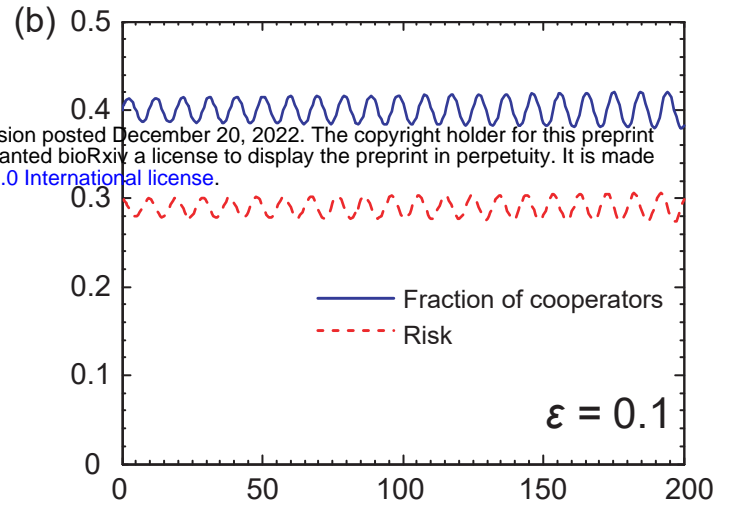 (b)
0.5
0.4
sion posted December 20, 2022. The copyright holder for this preprint
anted bioRxiv a license to display the preprint in perpetuity. It is made
.0 International license.
0.3
0.2
Fraction of cooperators
Risk
0.1
ε = 0.1
0
0 50 100 150 200